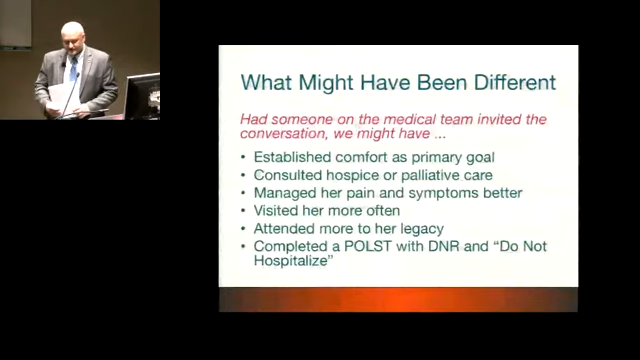 What Might Have Been Different
Had someone on the medical team invited the
conversation, we might have ...
• Established comfort as primary goal
• Consulted hospice or palliative care
• Managed her pain and symptoms better
• Visited her more often
• Attended more to her legacy
• Completed a POLST with DNR and “Do Not
Hospitalize”